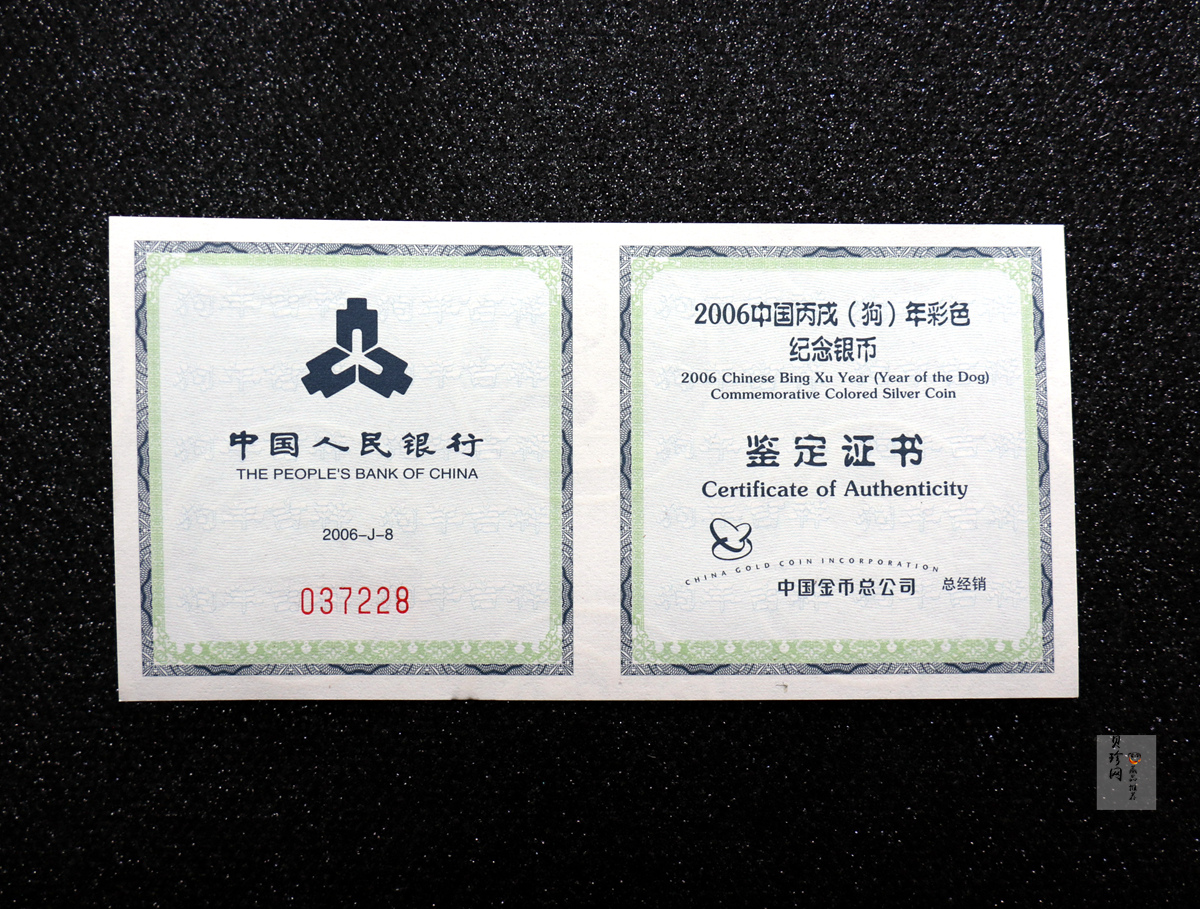 中国人民银行
THE PEOPLE'S BANK OF CHINA
2006-J-8
037228
2006中国丙戌（狗）年彩色
纪念银币
2006 Chinese Bing Xu Year (Year of the Dog)
Commemorative Colored Silver Coin
鉴定证书
Certificate of Authenticity
CHINA GOLD COIN INCORPORATION
中国金币总公司 总经销